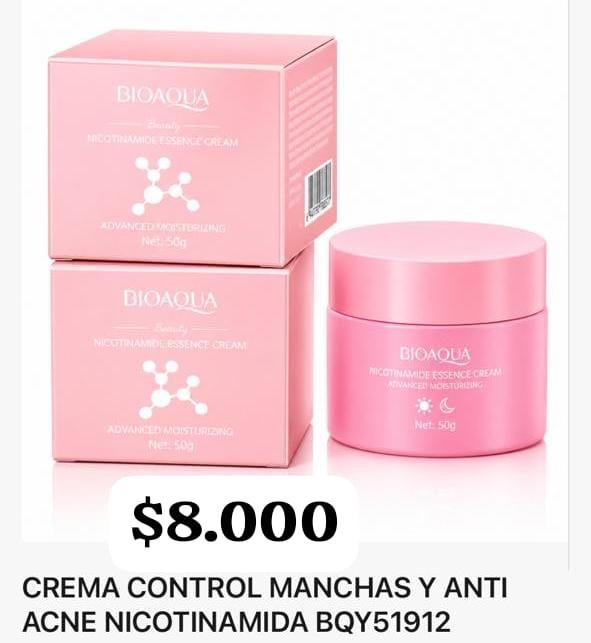 BIOAQUA
Beauty
NICOTINAMIDE ESSENCE CREAM
ADVANCED MOISTURIZING
Net: 50g
BIOAQUA
Beauty
NICOTINAMIDE ESSENCE CREAM
ADVANCED MOISTURIZING
Net: 50g
BIOAQUA
NICOTINAMIDE ESSENCE CREAM
ADVANCED MOISTURIZING
Net: 50g
$8.000
CREMA CONTROL MANCHAS Y ANTI
ACNE NICOTINAMIDA BQY51912